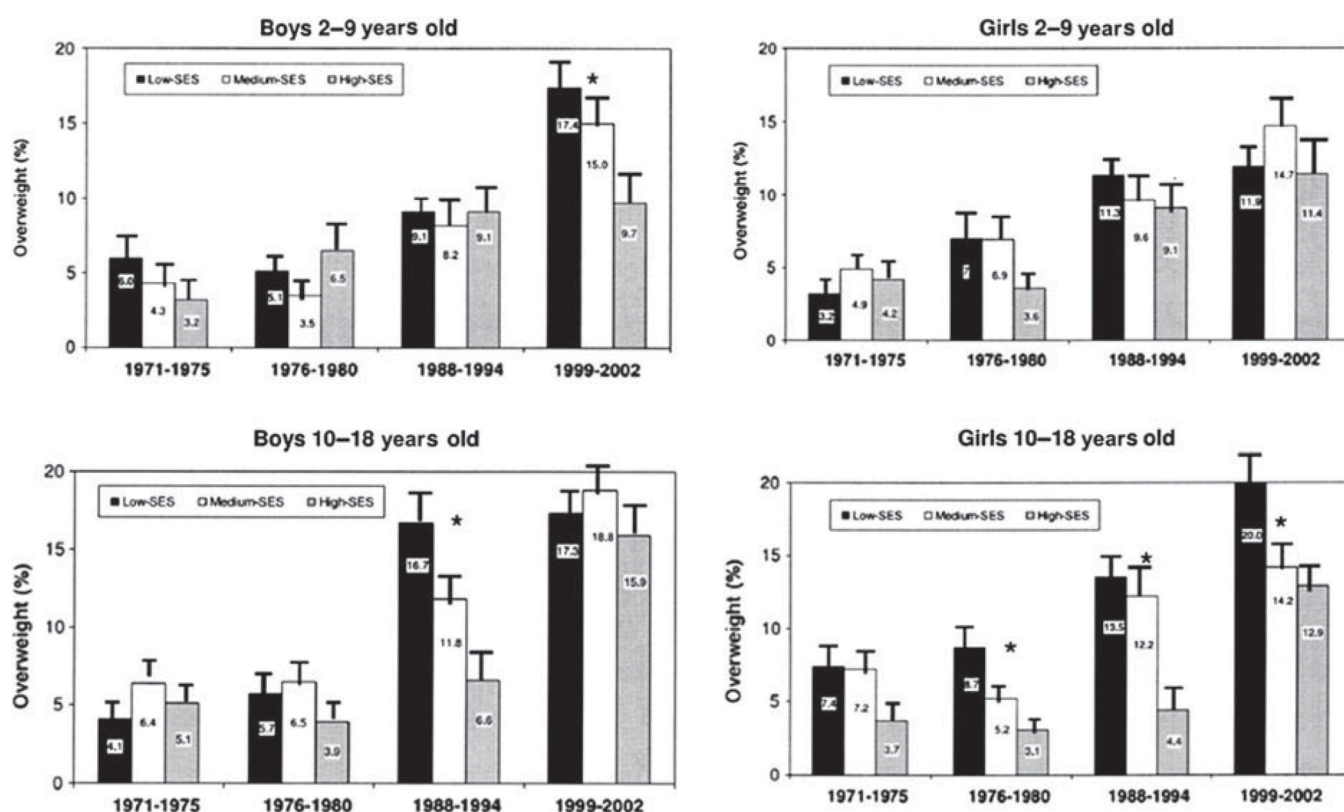 Boys 2–9 years old
20
15
10
5
0
Overweight (%)
Low-SES Medium-SES High-SES
6.0 4.3 3.2
5.1 3.5 6.5
9.1 8.2 9.1
17.4 * 15.0 9.7
1971-1975 1976-1980 1988-1994 1999-2002
Girls 2–9 years old
20
15
10
5
0
Overweight (%)
Low-SES Medium-SES High-SES
3.2 4.9 4.2
7 6.9 3.6
11.3 9.6 9.1
11.9 14.7 11.4
1971-1975 1976-1980 1988-1994 1999-2002
Boys 10–18 years old
20
15
10
5
0
Overweight (%)
Low-SES Medium-SES High-SES
4.1 6.4 5.1
5.7 6.5 3.9
16.7 * 11.8 6.6
17.3 18.8 15.9
1971-1975 1976-1980 1988-1994 1999-2002
Girls 10–18 years old
20
15
10
5
0
Overweight (%)
Low-SES Medium-SES High-SES
7.4 7.2 3.7
8.7 * 5.2 3.1
13.5 * 12.2 4.4
20.0 * 14.2 12.9
1971-1975 1976-1980 1988-1994 1999-2002